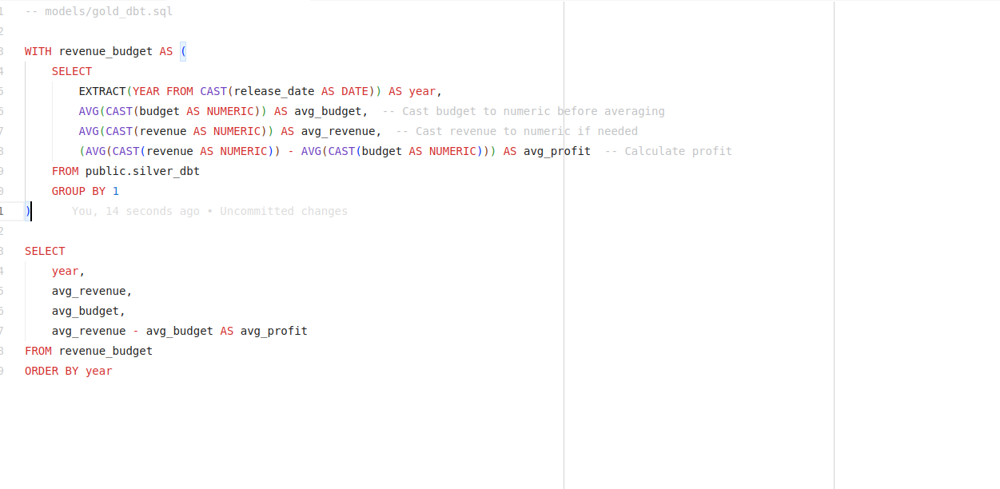 -- models/gold_dbt.sql
WITH revenue_budget AS (
SELECT
EXTRACT(YEAR FROM CAST(release_date AS DATE)) AS year,
AVG(CAST(budget AS NUMERIC)) AS avg_budget,  -- Cast budget to numeric before averaging
AVG(CAST(revenue AS NUMERIC)) AS avg_revenue,  -- Cast revenue to numeric if needed
(AVG(CAST(revenue AS NUMERIC)) - AVG(CAST(budget AS NUMERIC))) AS avg_profit  -- Calculate profit
FROM public.silver_dbt
GROUP BY 1
) You, 14 seconds ago • Uncommitted changes
SELECT
year,
avg_revenue,
avg_budget,
avg_revenue - avg_budget AS avg_profit
FROM revenue_budget
ORDER BY year